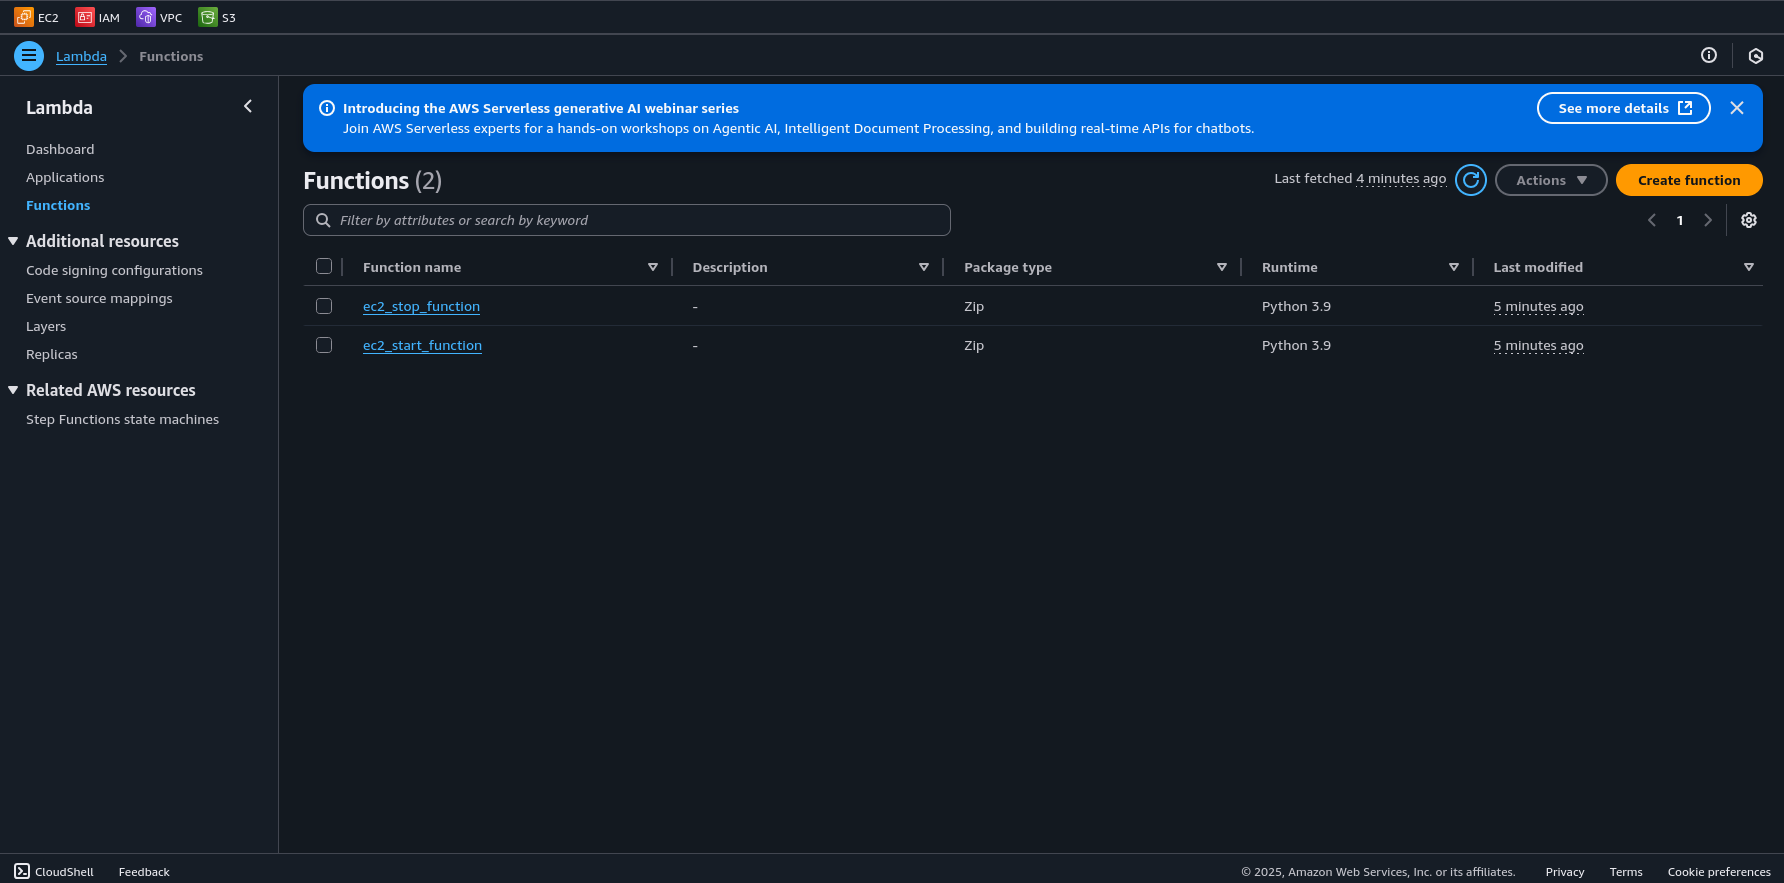 EC2 IAM VPC S3
Lambda Functions
Lambda
Dashboard
Applications
Functions
Additional resources
Code signing configurations
Event source mappings
Layers
Replicas
Related AWS resources
Step Functions state machines
Introducing the AWS Serverless generative AI webinar series
Join AWS Serverless experts for a hands-on workshops on Agentic AI, Intelligent Document Processing, and building real-time APIs for chatbots.
See more details
Functions (2)
Last fetched 4 minutes ago
Actions
Create function
Filter by attributes or search by keyword
1
Function name Description Package type Runtime Last modified
ec2_stop_function - Zip Python 3.9 5 minutes ago
ec2_start_function - Zip Python 3.9 5 minutes ago
CloudShell Feedback © 2025, Amazon Web Services, Inc. or its affiliates. Privacy Terms Cookie preferences